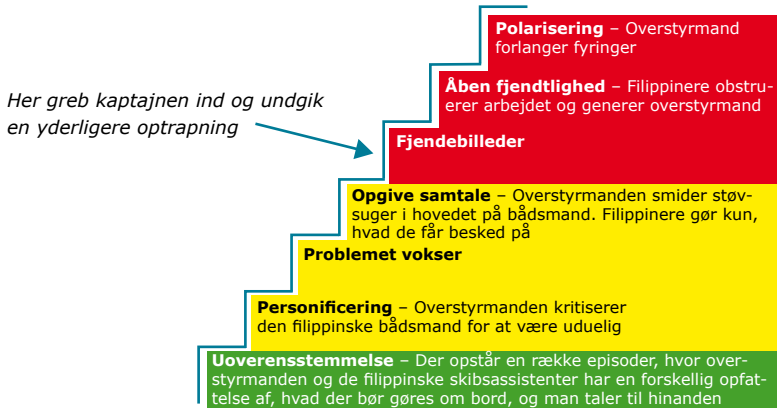 Polarisering – Overstyrmand
forlanger fyringer
Åben fjendtlighed – Filippinere obstru-
erer arbejdet og generer overstyrmand
Her greb kaptajnen ind og undgik
en yderligere optrapning
Fjendebilleder
Opgive samtale – Overstyrmanden smider støv-
suger i hovedet på bådsmand. Filippinere gør kun,
hvad de får besked på
Problemet vokser
Personificering – Overstyrmanden kritiserer
den filippinske bådsmand for at være uduelig
Uoverensstemmelse – Der opstår en række episoder, hvor over-
styrmanden og de filippinske skibsassistenter har en forskellig opfat-
telse af, hvad der bør gøres om bord, og man taler til hinanden